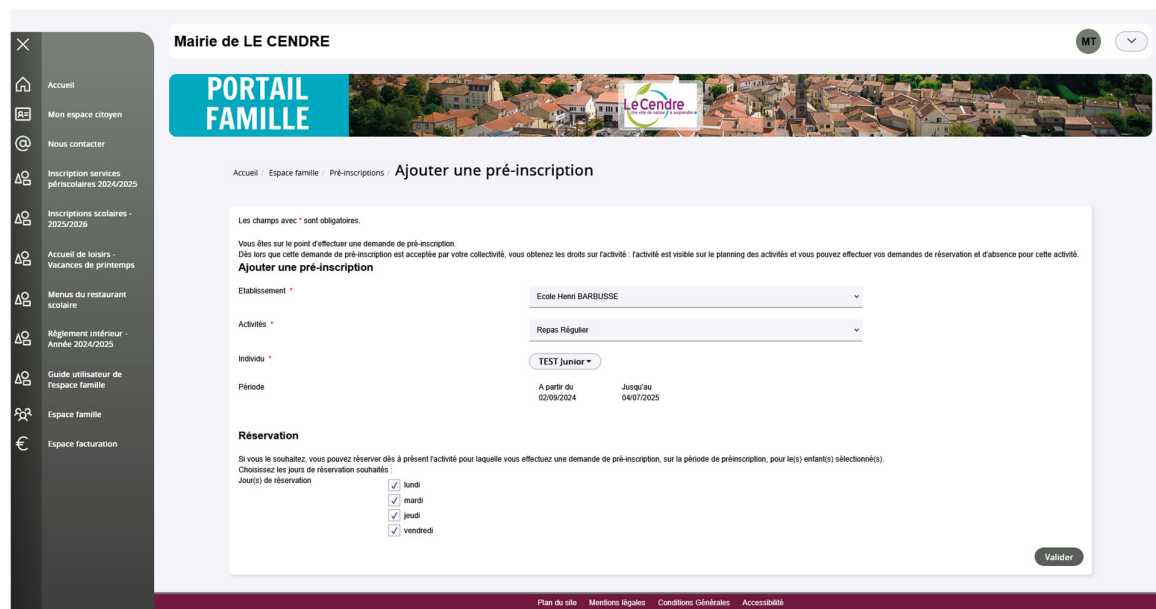 Mairie de LE CENDRE
MT
Accueil
Mon espace citoyen
@
Nous contacter
Inscription services
périscolaires 2024/2025
Inscriptions scolaires -
2025/2026
Accueil de loisirs -
Vacances de printemps
Menus du restaurant
scolaire
Règlement intérieur -
Année 2024/2025
Guide utilisateur de
l'espace famille
Espace famille
€
Espace facturation
PORTAIL
FAMILLE
Le Cendre
Une ville de nature / à surprendre
Accueil / Espace famille / Pré-inscriptions / Ajouter une pré-inscription
Les champs avec * sont obligatoires.
Vous êtes sur le point d'effectuer une demande de pré-inscription.
Dès lors que cette demande de pré-inscription est acceptée par votre collectivité, vous obtenez les droits sur l'activité : l'activité est visible sur le planning des activités et vous pouvez effectuer vos demandes de réservation et d'absence pour cette activité.
Ajouter une pré-inscription
Etablissement *
Ecole Henri BARBUSSE
Activités *
Repas Régulier
Individu *
TEST Junior
Période
A partir du Jusqu'au
02/09/2024 04/07/2025
Réservation
Si vous le souhaitez, vous pouvez réserver dès à présent l'activité pour laquelle vous effectuez une demande de pré-inscription, sur la période de préinscription, pour le(s) enfant(s) sélectionné(s).
Choisissez les jours de réservation souhaités :
Jour(s) de réservation
lundi
mardi
jeudi
vendredi
Valider
Plan du site Mentions légales Conditions Générales Accessibilité